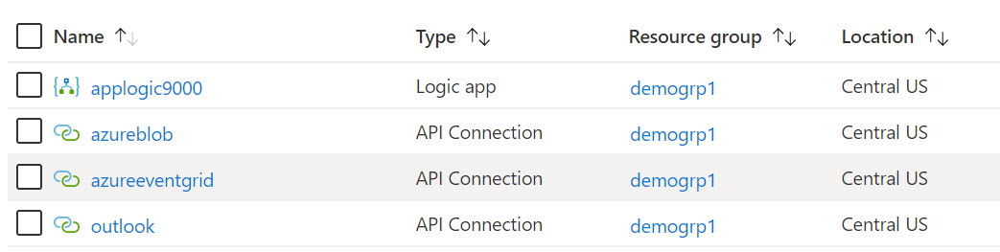 Name Type Resource group Location
applogic9000 Logic app demogrp1 Central US
azureblob API Connection demogrp1 Central US
azureeventgrid API Connection demogrp1 Central US
outlook API Connection demogrp1 Central US